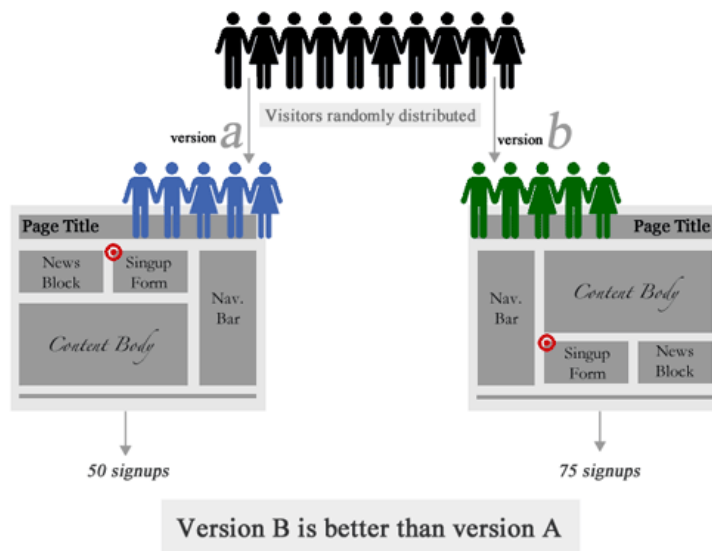 Visitors randomly distributed
version a
version b
Page Title
News
Block
Singup
Form
Nav.
Bar
Content Body
Page Title
Nav.
Bar
Content Body
Singup
Form
News
Block
50 signups
75 signups
Version B is better than version A